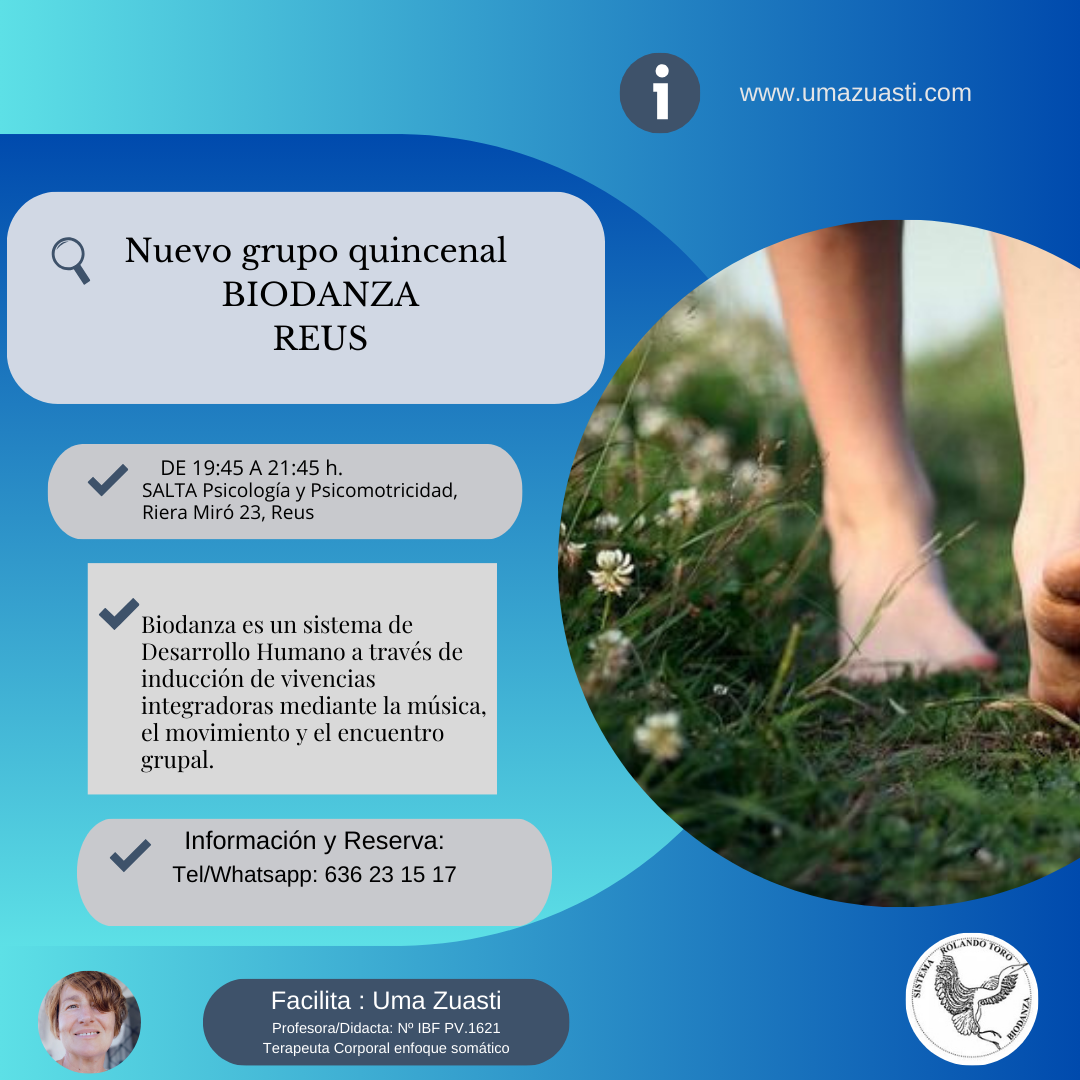 www.umazuasti.com
Nuevo grupo quincenal
BIODANZA
REUS
DE 19:45 A 21:45 h.
SALTA Psicología y Psicomotricidad,
Riera Miró 23, Reus
Biodanza es un sistema de
Desarrollo Humano a través de
inducción de vivencias
integradoras mediante la música,
el movimiento y el encuentro
grupal.
Información y Reserva:
Tel/Whatsapp: 636 23 15 17
Facilita : Uma Zuasti
Profesora/Didacta: Nº IBF PV.1621
Terapeuta Corporal enfoque somático
SISTEMA ROLANDO TORO
BIODANZA